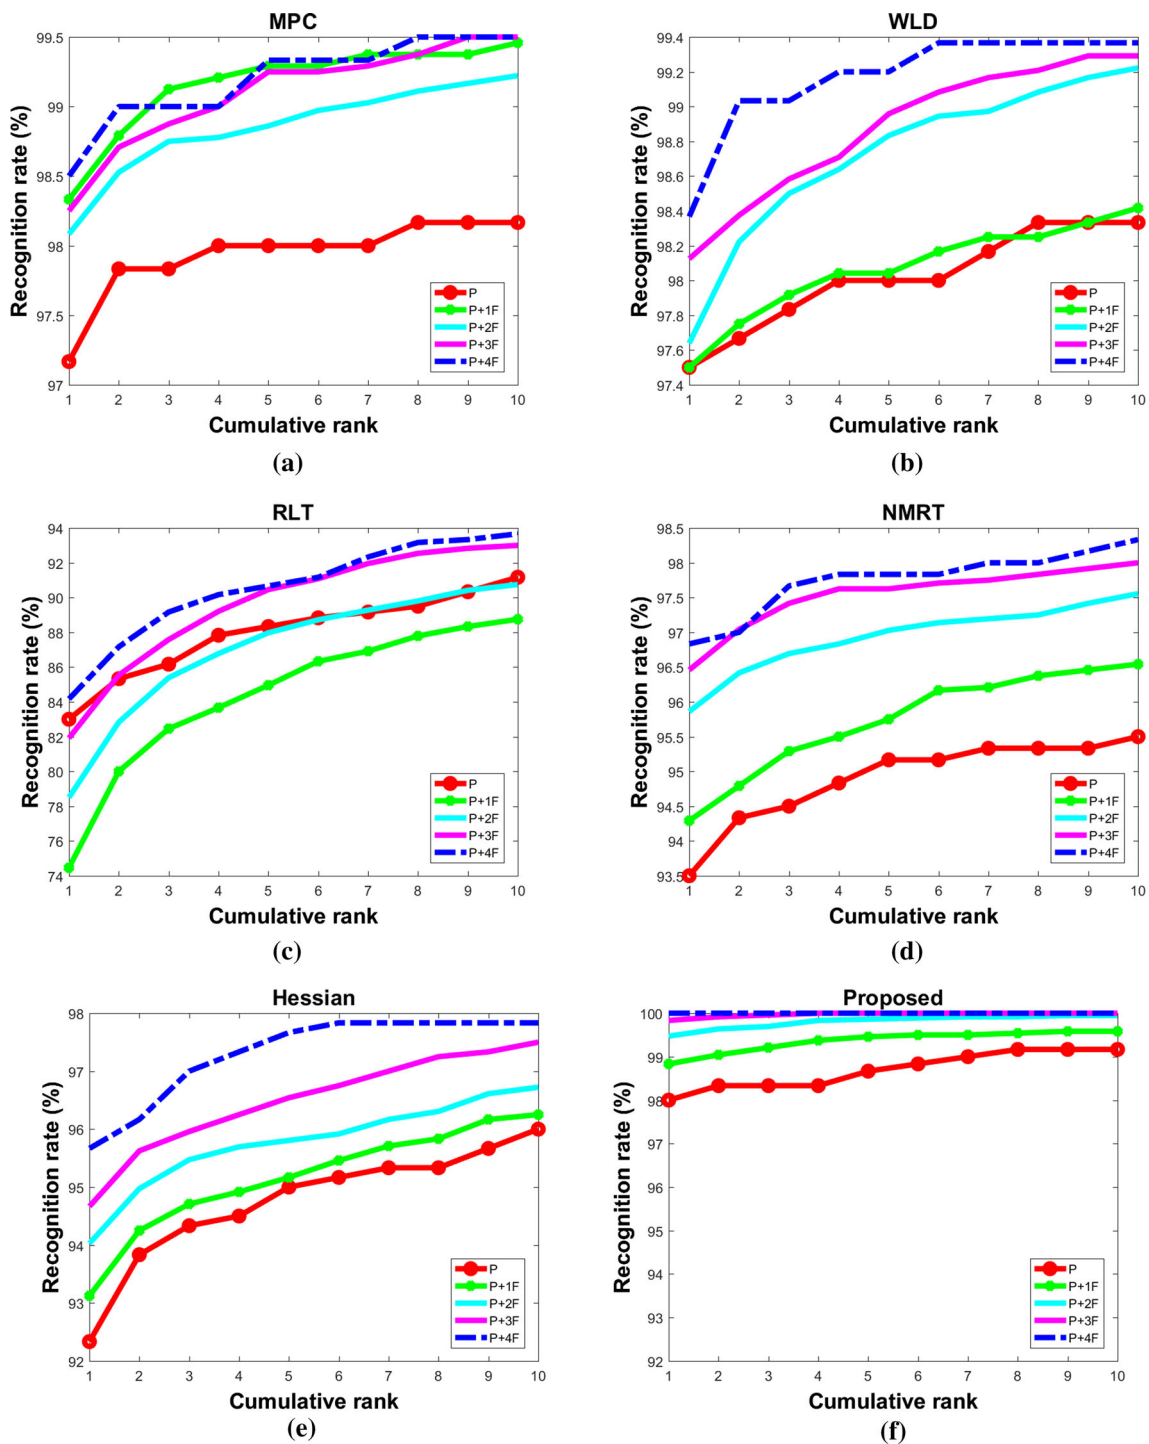 MPC
99.5
99
98.5
98
97.5
97
Recognition rate (%)
P
P+1F
P+2F
P+3F
P+4F
1 2 3 4 5 6 7 8 9 10
Cumulative rank
(a)
WLD
99.4
99.2
99
98.8
98.6
98.4
98.2
98
97.8
97.6
97.4
Recognition rate (%)
P
P+1F
P+2F
P+3F
P+4F
1 2 3 4 5 6 7 8 9 10
Cumulative rank
(b)
RLT
94
92
90
88
86
84
82
80
78
76
74
Recognition rate (%)
P
P+1F
P+2F
P+3F
P+4F
1 2 3 4 5 6 7 8 9 10
Cumulative rank
(c)
NMRT
98.5
98
97.5
97
96.5
96
95.5
95
94.5
94
93.5
Recognition rate (%)
P
P+1F
P+2F
P+3F
P+4F
1 2 3 4 5 6 7 8 9 10
Cumulative rank
(d)
Hessian
98
97
96
95
94
93
92
Recognition rate (%)
P
P+1F
P+2F
P+3F
P+4F
1 2 3 4 5 6 7 8 9 10
Cumulative rank
(e)
Proposed
100
99
98
97
96
95
94
93
92
Recognition rate (%)
P
P+1F
P+2F
P+3F
P+4F
1 2 3 4 5 6 7 8 9 10
Cumulative rank
(f)